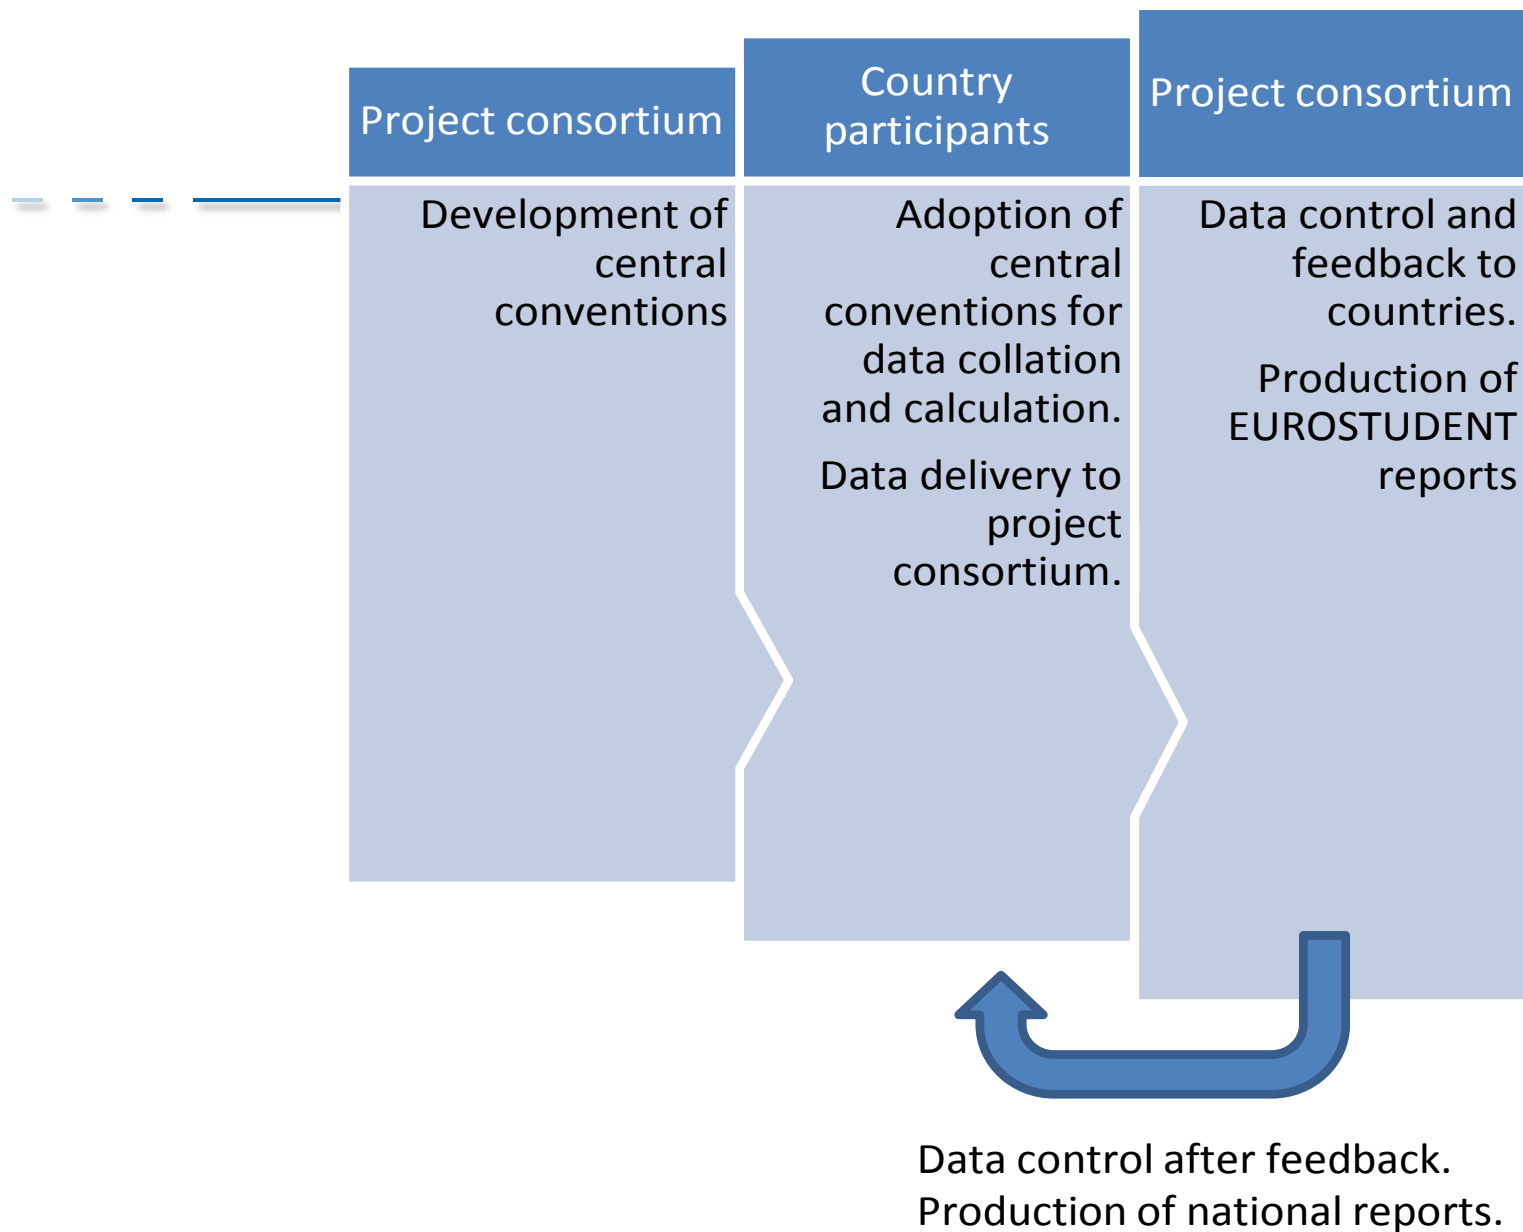 Project consortium
Development of
central
conventions
Country
participants
Adoption of
central
conventions for
data collation
and calculation.
Data delivery to
project
consortium.
Project consortium
Data control and
feedback to
countries.
Production of
EUROSTUDENT
reports
Data control after feedback.
Production of national reports.